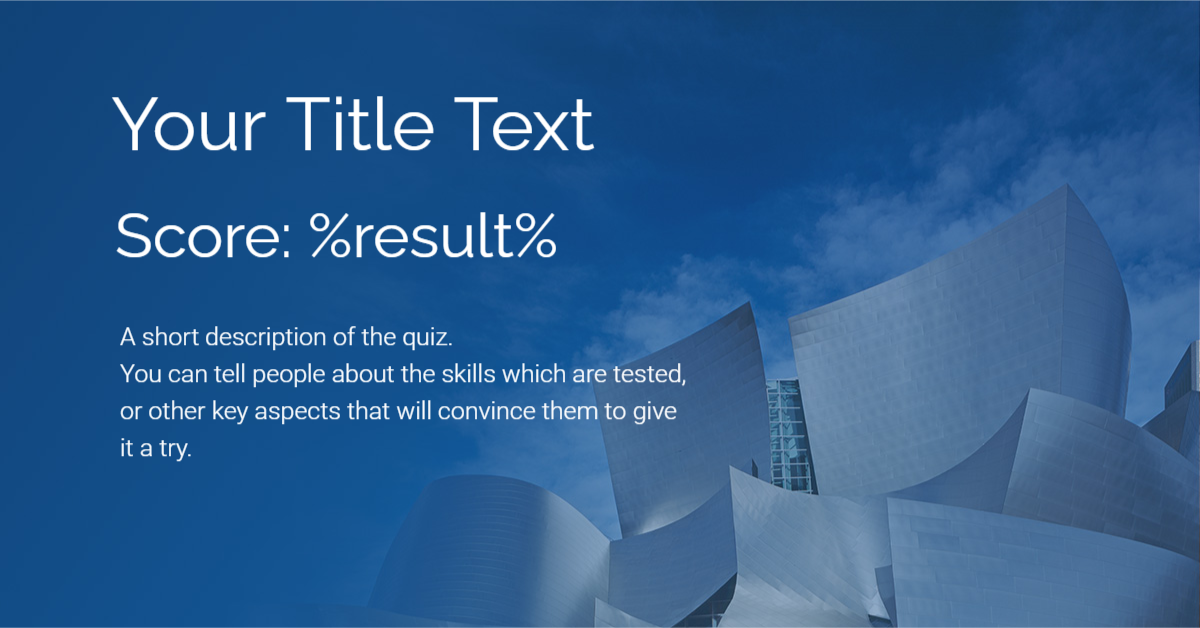 Your Title Text
Score: %result%
A short description of the quiz.
You can tell people about the skills which are tested,
or other key aspects that will convince them to give
it a try.